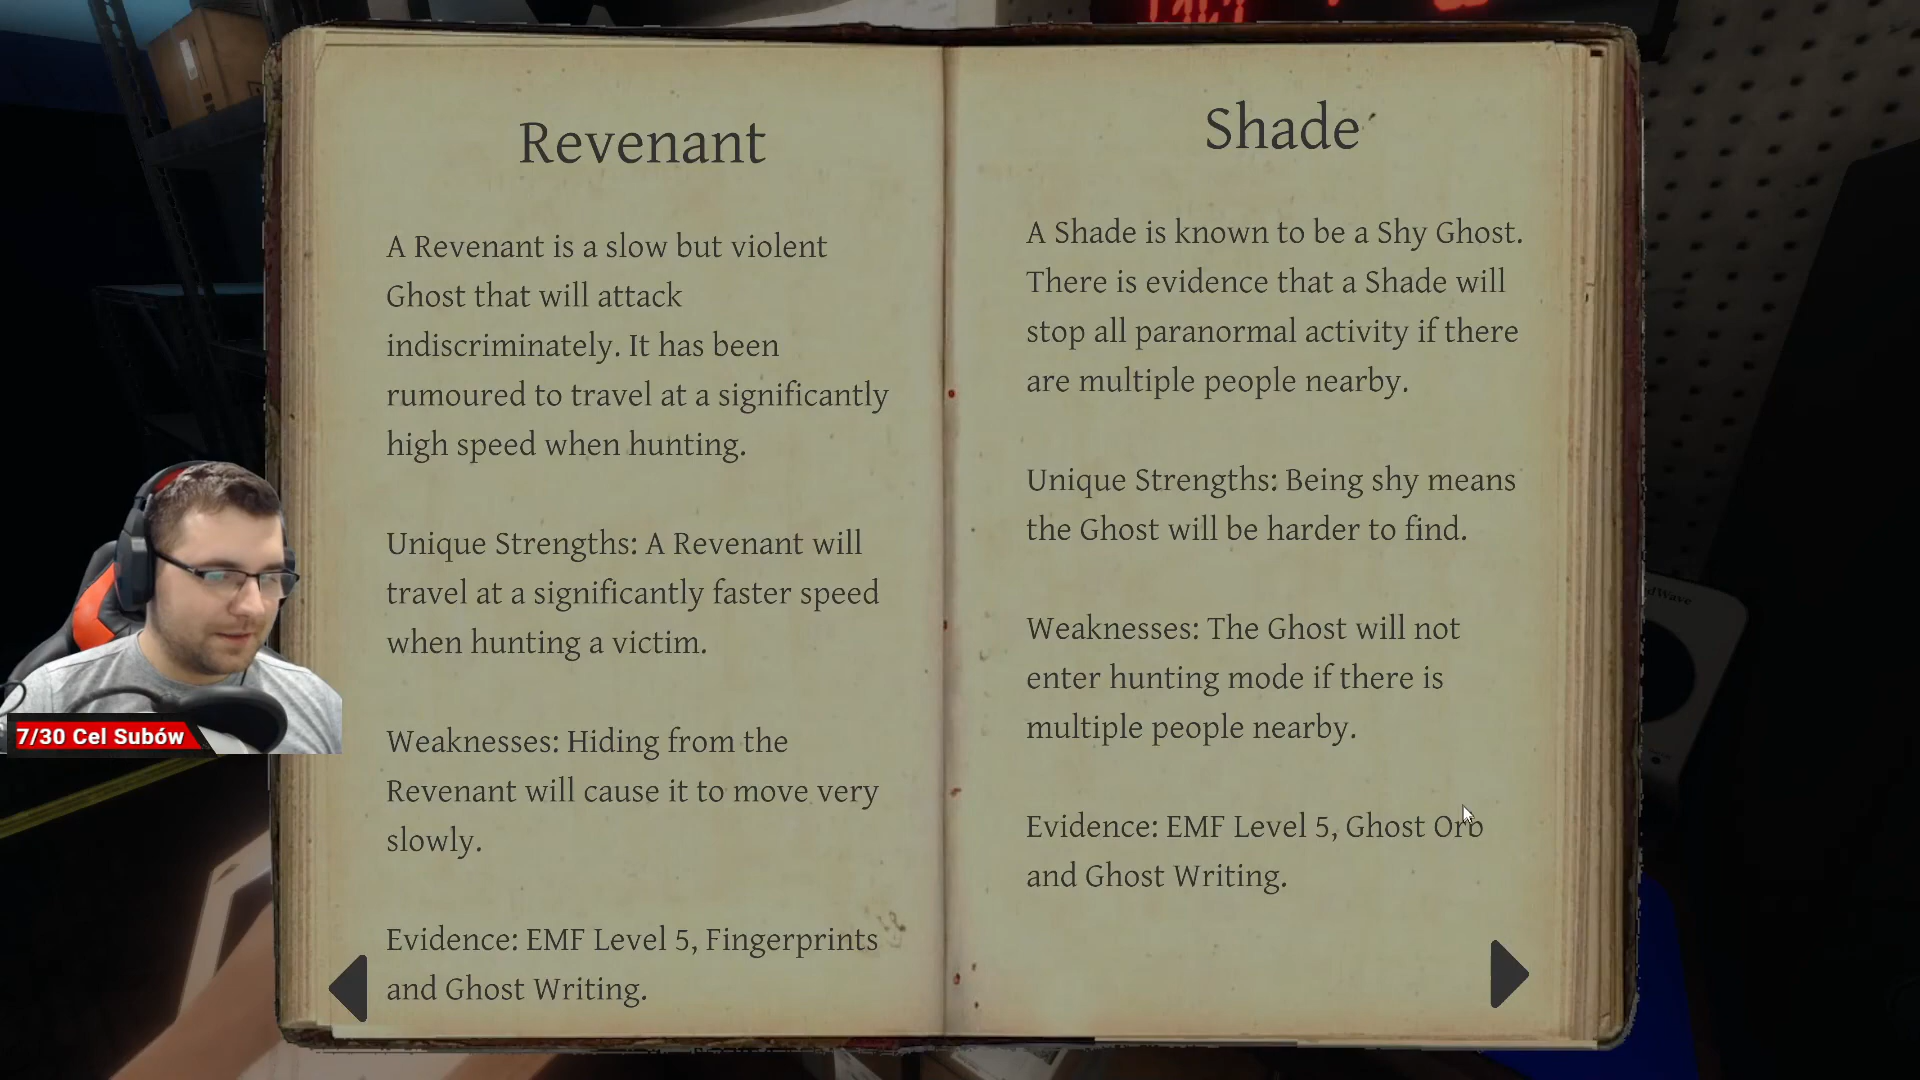 Revenant
A Revenant is a slow but violent
Ghost that will attack
indiscriminately. It has been
rumoured to travel at a significantly
high speed when hunting.
Unique Strengths: A Revenant will
travel at a significantly faster speed
when hunting a victim.
Weaknesses: Hiding from the
Revenant will cause it to move very
slowly.
Evidence: EMF Level 5, Fingerprints
and Ghost Writing.
Shade
A Shade is known to be a Shy Ghost.
There is evidence that a Shade will
stop all paranormal activity if there
are multiple people nearby.
Unique Strengths: Being shy means
the Ghost will be harder to find.
Weaknesses: The Ghost will not
enter hunting mode if there is
multiple people nearby.
Evidence: EMF Level 5, Ghost Orb
and Ghost Writing.
7/30 Cel Subów